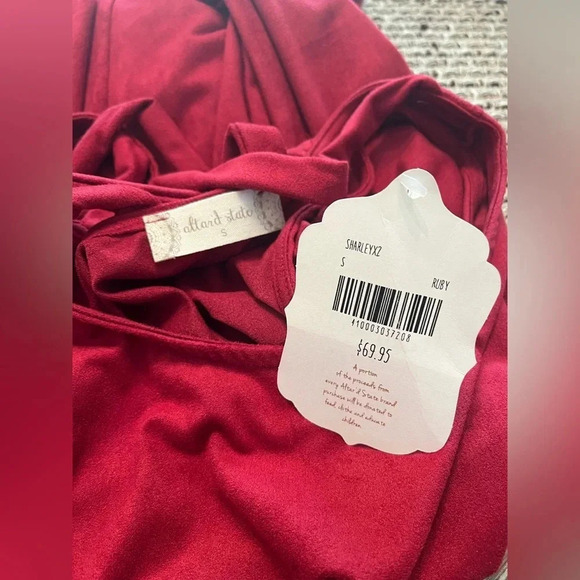 altar'd state
S
SHARLEYXZ
S
RUBY
410003037208
$69.95
A portion
of the proceeds from
every Altar'd State brand
purchase will be donated to
feed, clothe and educate
children.